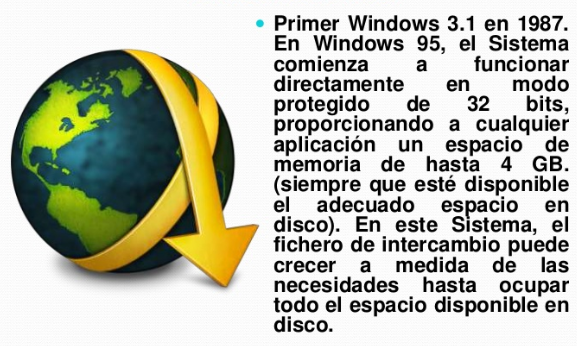 Primer Windows 3.1 en 1987.
En Windows 95, el Sistema
comienza a funcionar
directamente en modo
protegido de 32 bits,
proporcionando a cualquier
aplicación un espacio de
memoria de hasta 4 GB.
(siempre que esté disponible
el adecuado espacio en
disco). En este Sistema, el
fichero de intercambio puede
crecer a medida de las
necesidades hasta ocupar
todo el espacio disponible en
disco.